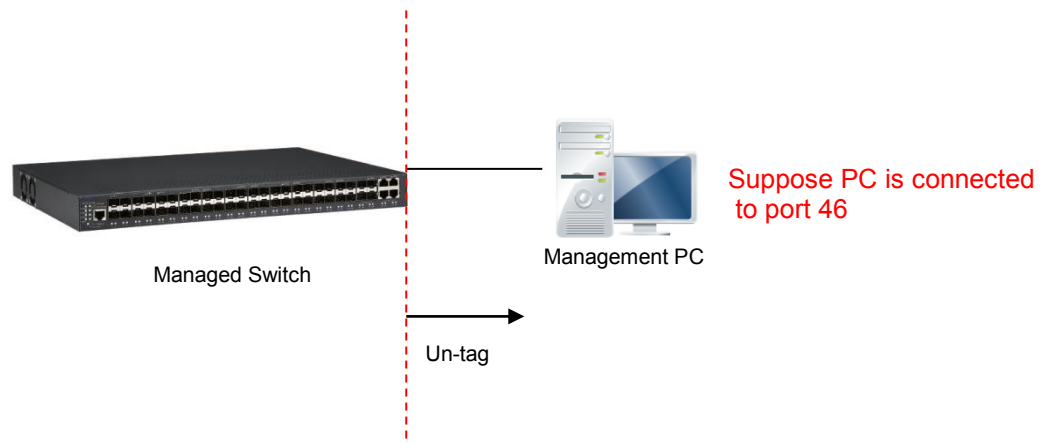 Suppose PC is connected
to port 46
Management PC
Managed Switch
Un-tag